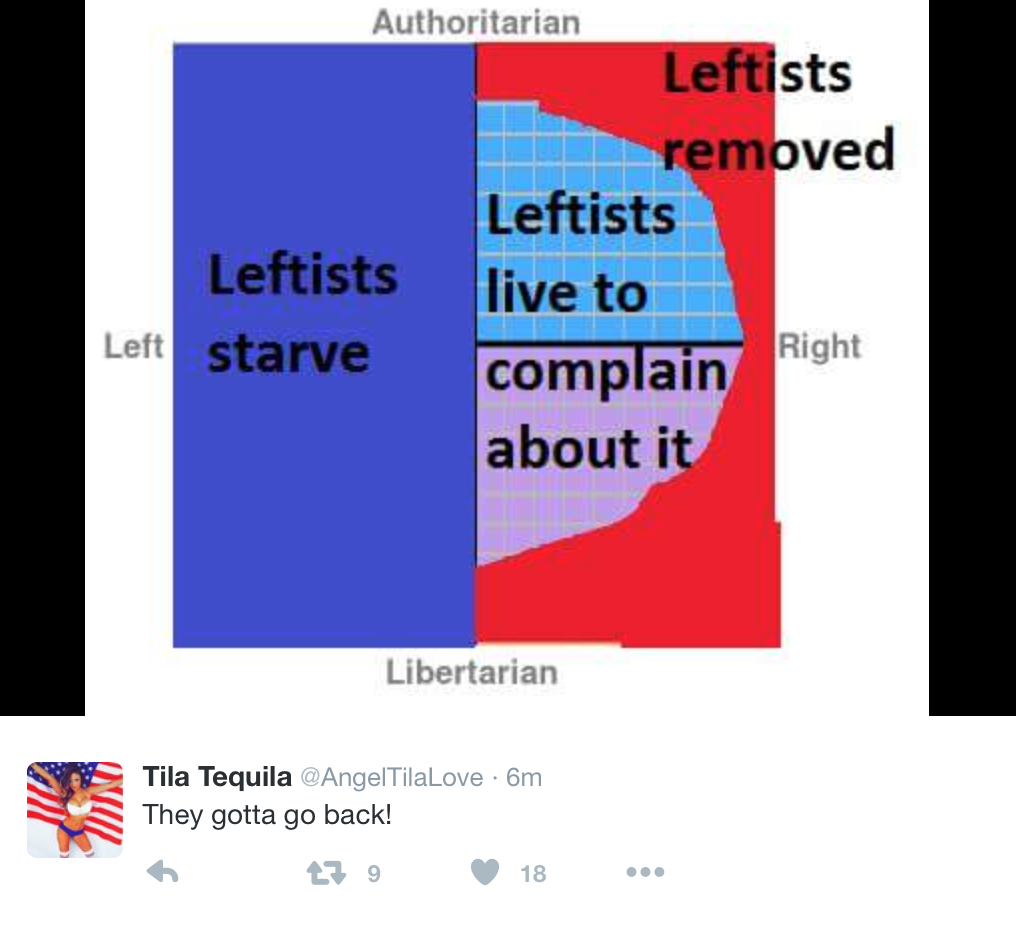 Authoritarian
Leftists
removed
Leftists
live to
Leftists
starve
Left
Right
complain
about it
Libertarian
Tila Tequila @AngelTilaLove · 6m
They gotta go back!
9 18